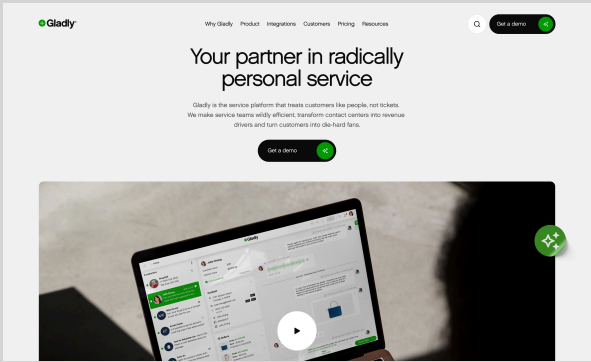 Gladly
Why Gladly Product Integrations Customers Pricing Resources
Get a demo
Your partner in radically
personal service
Gladly is the service platform that treats customers like people, not tickets.
We make service teams wildly efficient, transform contact centers into revenue
drivers and turn customers into die-hard fans.
Get a demo
Gladly